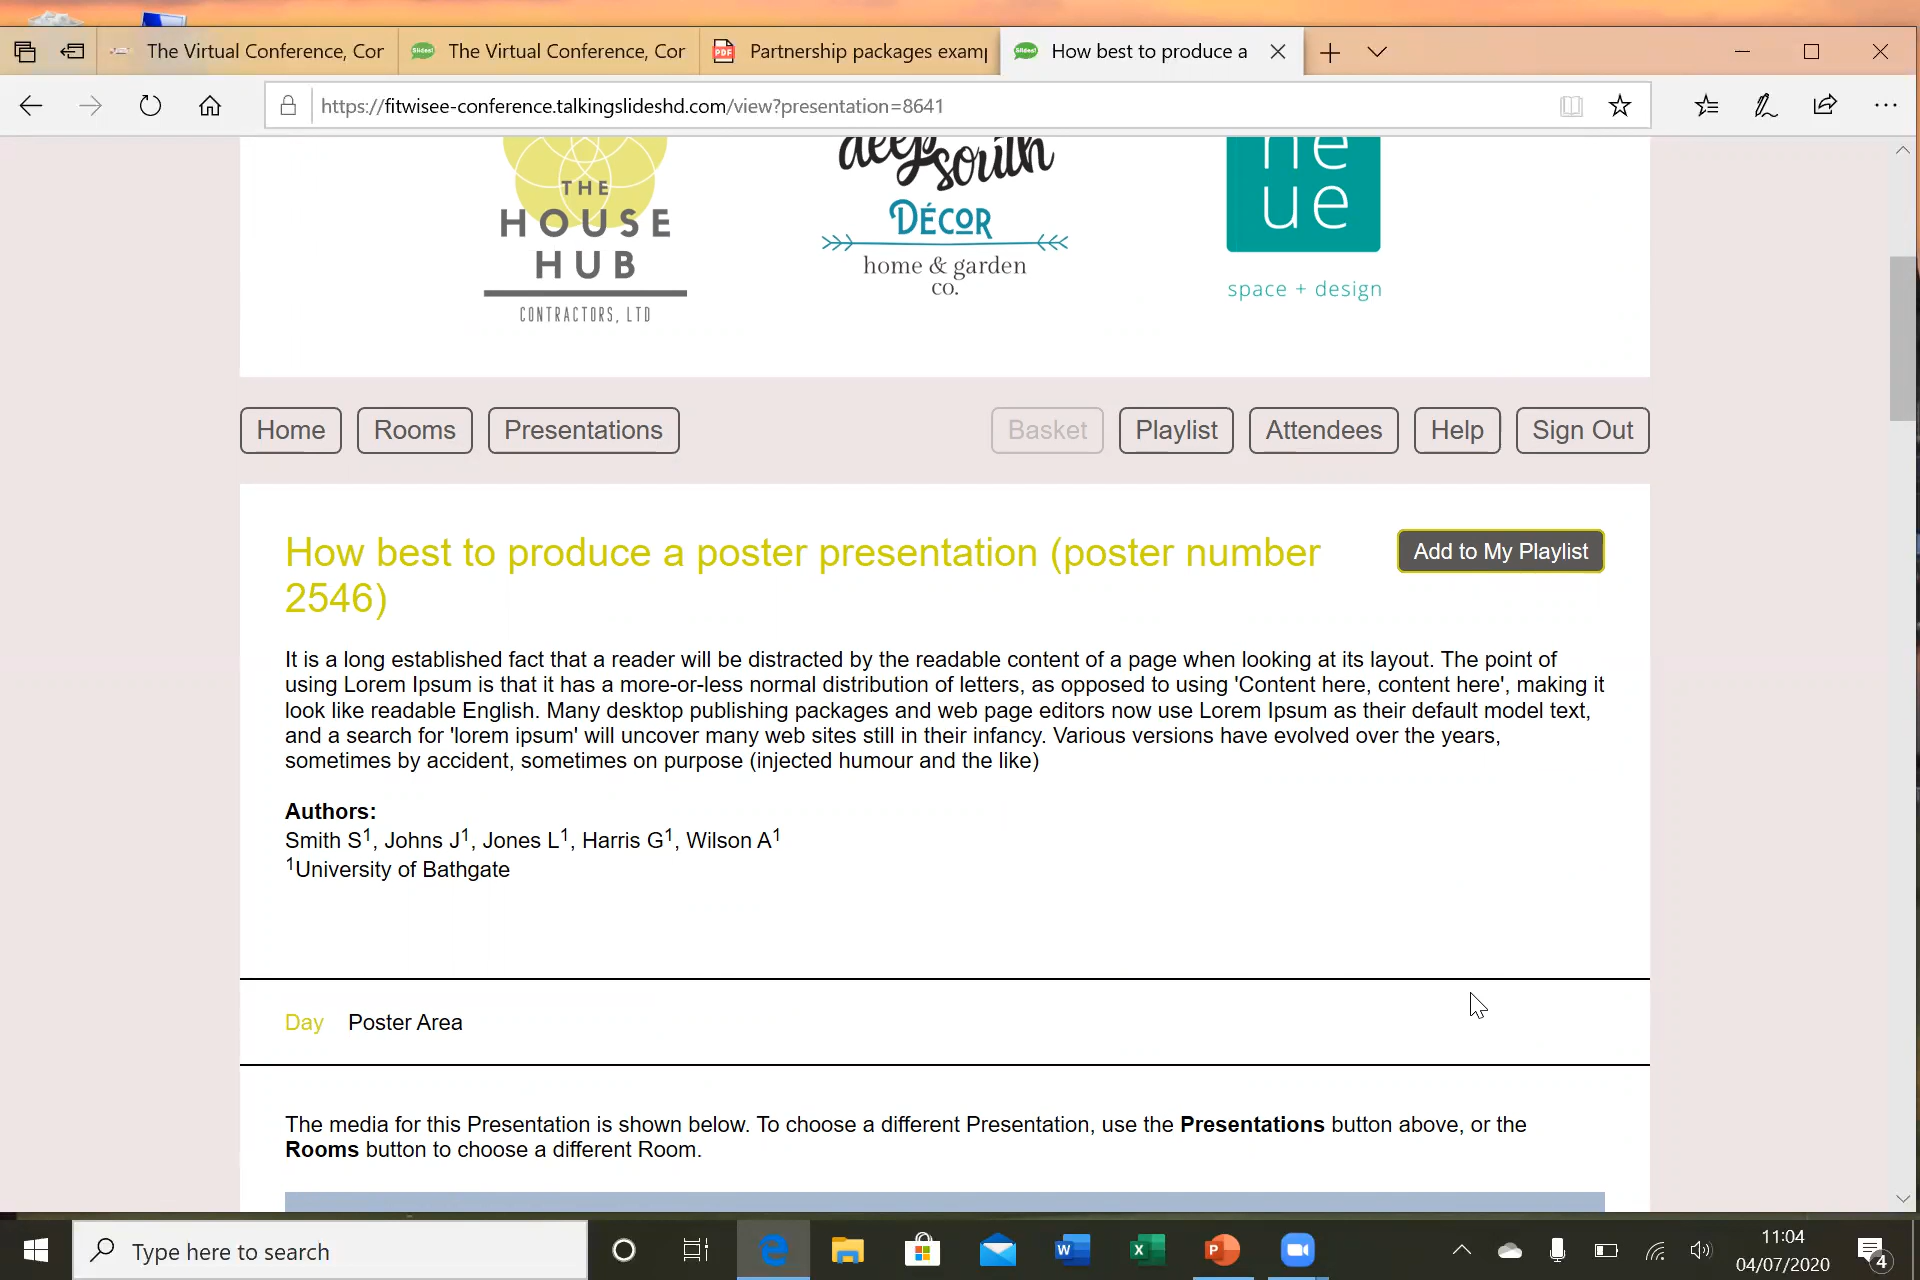 The Virtual Conference, Cor
The Virtual Conference, Cor
PDF
Partnership packages exam
How best to produce a
https://fitwisee-conference.talkingslideshd.com/view?presentation=8641
THE
HOUSE
HUB
CONTRACTORS, LTD
deep south
DÉCOR
home & garden
co.
ne
ue
space + design
Home
Rooms
Presentations
Basket
Playlist
Attendees
Help
Sign Out
How best to produce a poster presentation (poster number
2546)
Add to My Playlist
It is a long established fact that a reader will be distracted by the readable content of a page when looking at its layout. The point of
using Lorem Ipsum is that it has a more-or-less normal distribution of letters, as opposed to using 'Content here, content here', making it
look like readable English. Many desktop publishing packages and web page editors now use Lorem Ipsum as their default model text,
and a search for 'lorem ipsum' will uncover many web sites still in their infancy. Various versions have evolved over the years,
sometimes by accident, sometimes on purpose (injected humour and the like)
Authors:
Smith S1, Johns J1, Jones L1, Harris G1, Wilson A1
1University of Bathgate
Day Poster Area
The media for this Presentation is shown below. To choose a different Presentation, use the Presentations button above, or the
Rooms button to choose a different Room.
Type here to search
W
X
P
11:04
04/07/2020
4